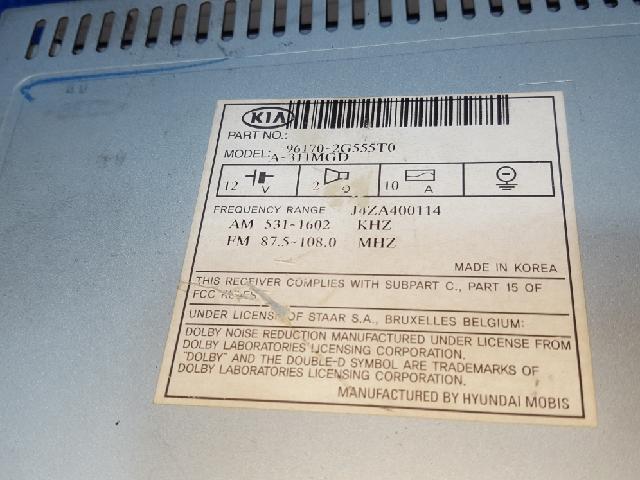 KIA
PART NO.: 96170-2G555T0
MODEL: A-311MGD
12 V 2 Ω 10 A
FREQUENCY RANGE J4ZA400114
AM 531-1602 KHZ
FM 87.5-108.0 MHZ
MADE IN KOREA
THIS RECEIVER COMPLIES WITH SUBPART C., PART 15 OF
FCC
UNDER LICENSE OF STAAR S.A., BRUXELLES BELGIUM:
DOLBY NOISE REDUCTION MANUFACTURED UNDER LICENSE FROM
DOLBY LABORATORIES LICENSING CORPORATION.
"DOLBY" AND THE DOUBLE-D SYMBOL ARE TRADEMARKS OF
DOLBY LABORATORIES LICENSING CORPORATION.
MANUFACTURED BY HYUNDAI MOBIS